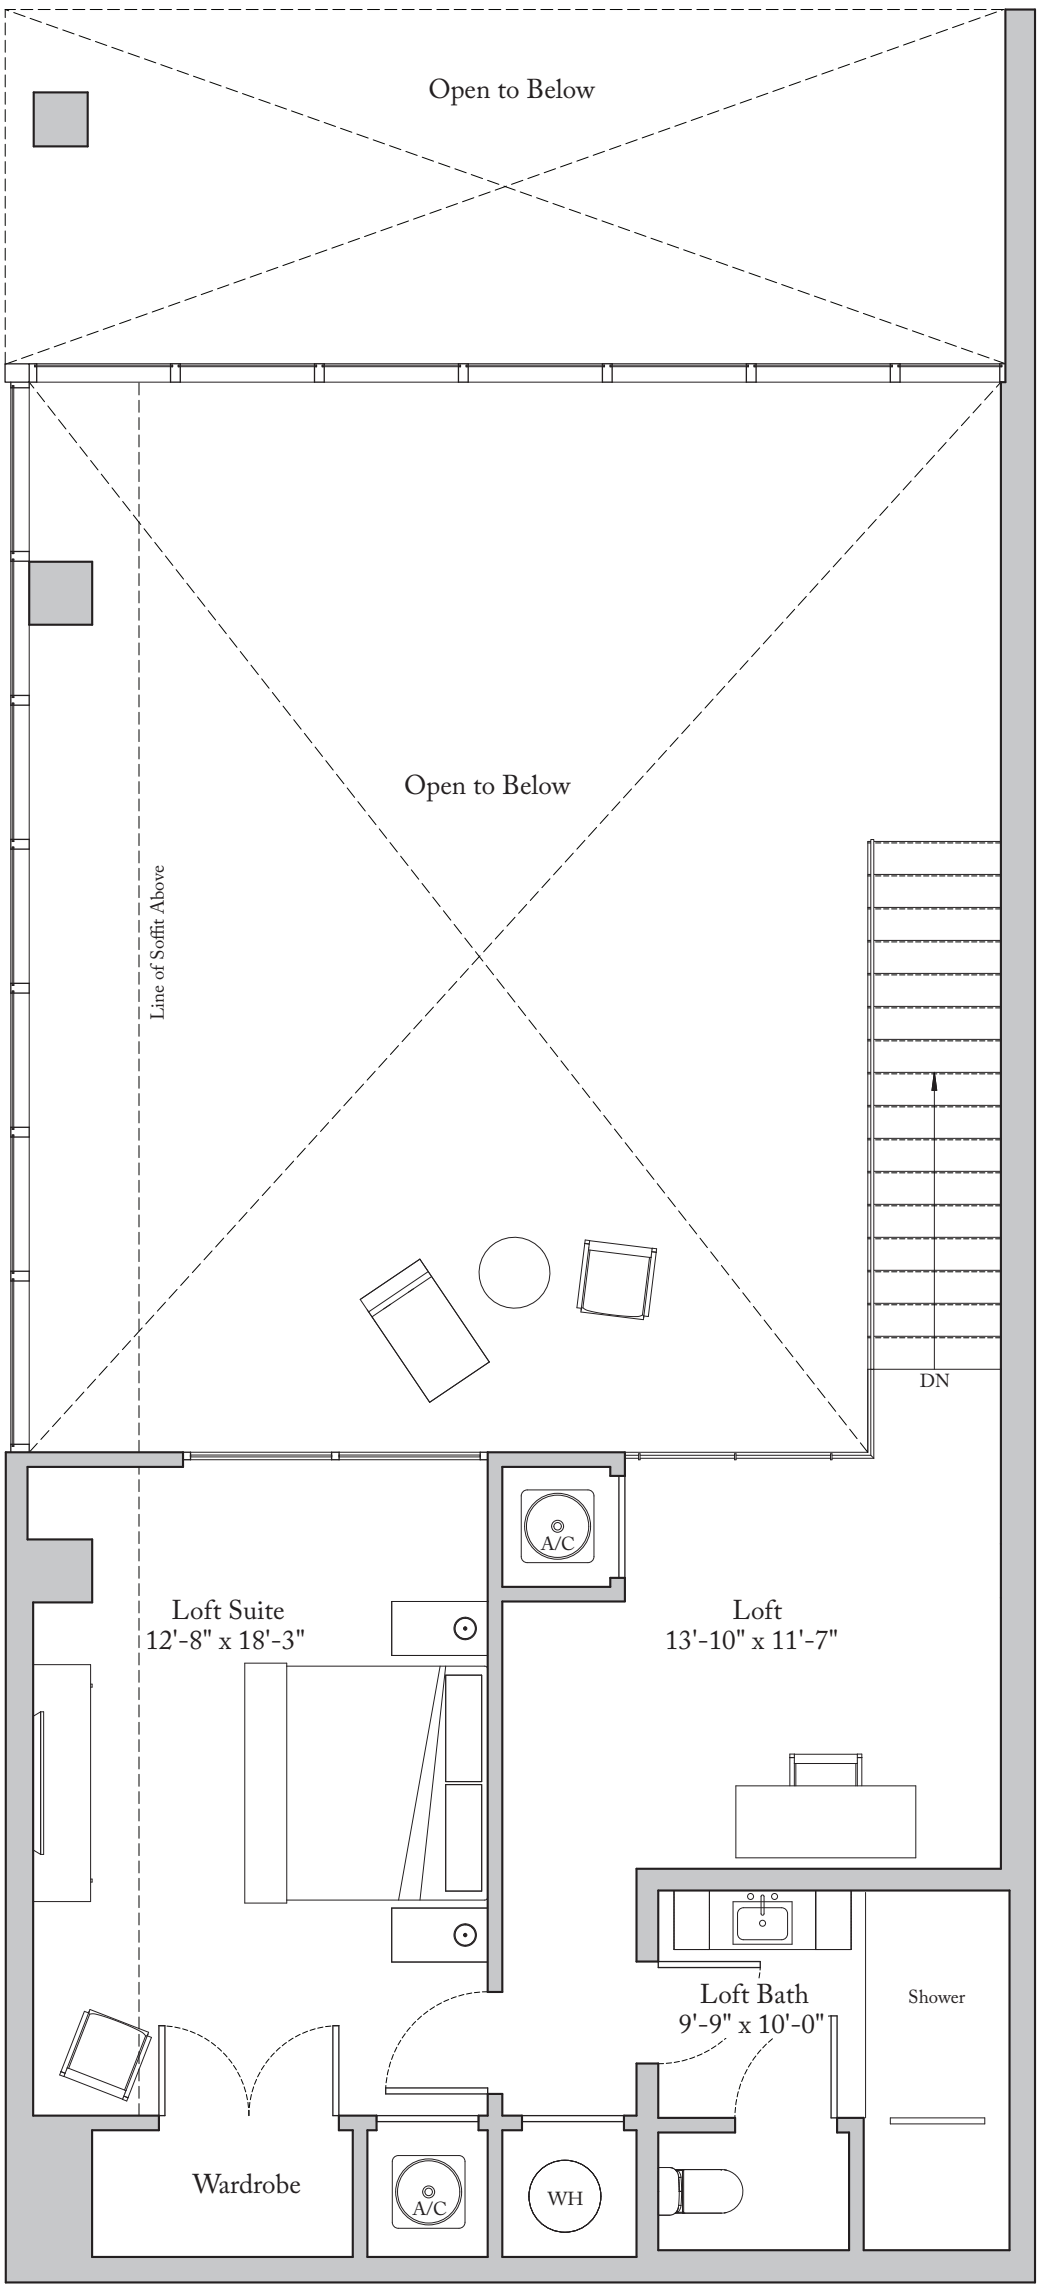 Open to Below
Open to Below
Line of Soffit Above
DN
A/C
Loft Suite
12'-8" x 18'-3"
Loft
13'-10" x 11'-7"
Loft Bath
9'-9" x 10'-0"
Shower
Wardrobe
A/C
WH